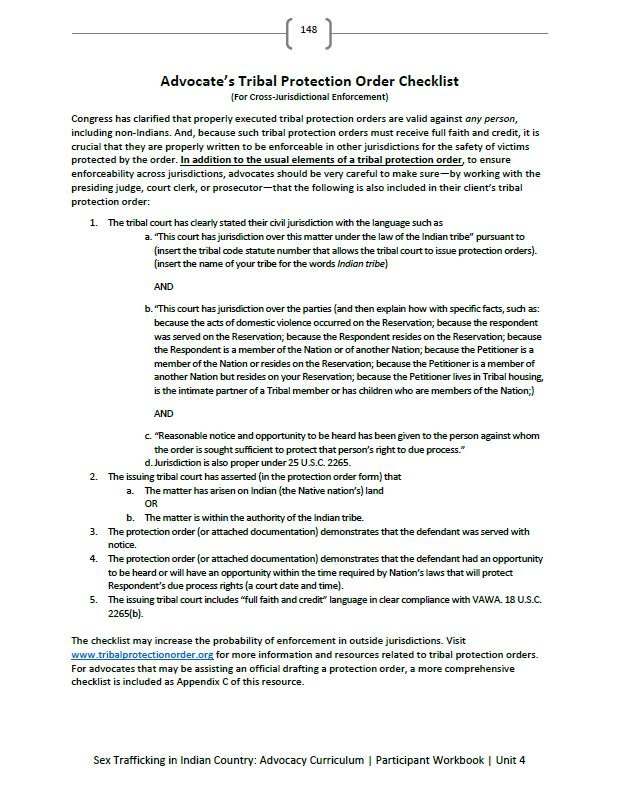 148
Advocate's Tribal Protection Order Checklist
(For Cross-Jurisdictional Enforcement)
Congress has clarified that properly executed tribal protection orders are valid against any person,
including non-Indians. And, because such tribal protection orders must receive full faith and credit, it is
crucial that they are properly written to be enforceable in other jurisdictions for the safety of victims
protected by the order. In addition to the usual elements of a tribal protection order, to ensure
enforceability across jurisdictions, advocates should be very careful to make sure—by working with the
presiding judge, court clerk, or prosecutor—that the following is also included in their client's tribal
protection order:
1. The tribal court has clearly stated their civil jurisdiction with the language such as
a. "This court has jurisdiction over this matter under the law of the Indian tribe" pursuant to
(insert the tribal code statute number that allows the tribal court to issue protection orders).
(insert the name of your tribe for the words Indian tribe)
AND
b. "This court has jurisdiction over the parties (and then explain how with specific facts, such as:
because the acts of domestic violence occurred on the Reservation; because the respondent
was served on the Reservation; because the Respondent resides on the Reservation; because
the Respondent is a member of the Nation or of another Nation; because the Petitioner is a
member of the Nation or resides on the Reservation; because the Petitioner is a member of
another Nation but resides on your Reservation; because the Petitioner lives in Tribal housing,
is the intimate partner of a Tribal member or has children who are members of the Nation;)
AND
c. "Reasonable notice and opportunity to be heard has been given to the person against whom
the order is sought sufficient to protect that person's right to due process."
d. Jurisdiction is also proper under 25 U.S.C. 2265.
2. The issuing tribal court has asserted (in the protection order form) that
a. The matter has arisen on Indian (the Native nation's) land
OR
b. The matter is within the authority of the Indian tribe.
3. The protection order (or attached documentation) demonstrates that the defendant was served with
notice.
4. The protection order (or attached documentation) demonstrates that the defendant had an opportunity
to be heard or will have an opportunity within the time required by Nation's laws that will protect
Respondent's due process rights (a court date and time).
5. The issuing tribal court includes "full faith and credit" language in clear compliance with VAWA. 18 U.S.C.
2265(b).
The checklist may increase the probability of enforcement in outside jurisdictions. Visit
www.tribalprotectionorder.org for more information and resources related to tribal protection orders.
For advocates that may be assisting an official drafting a protection order, a more comprehensive
checklist is included as Appendix C of this resource.
Sex Trafficking in Indian Country: Advocacy Curriculum | Participant Workbook | Unit 4